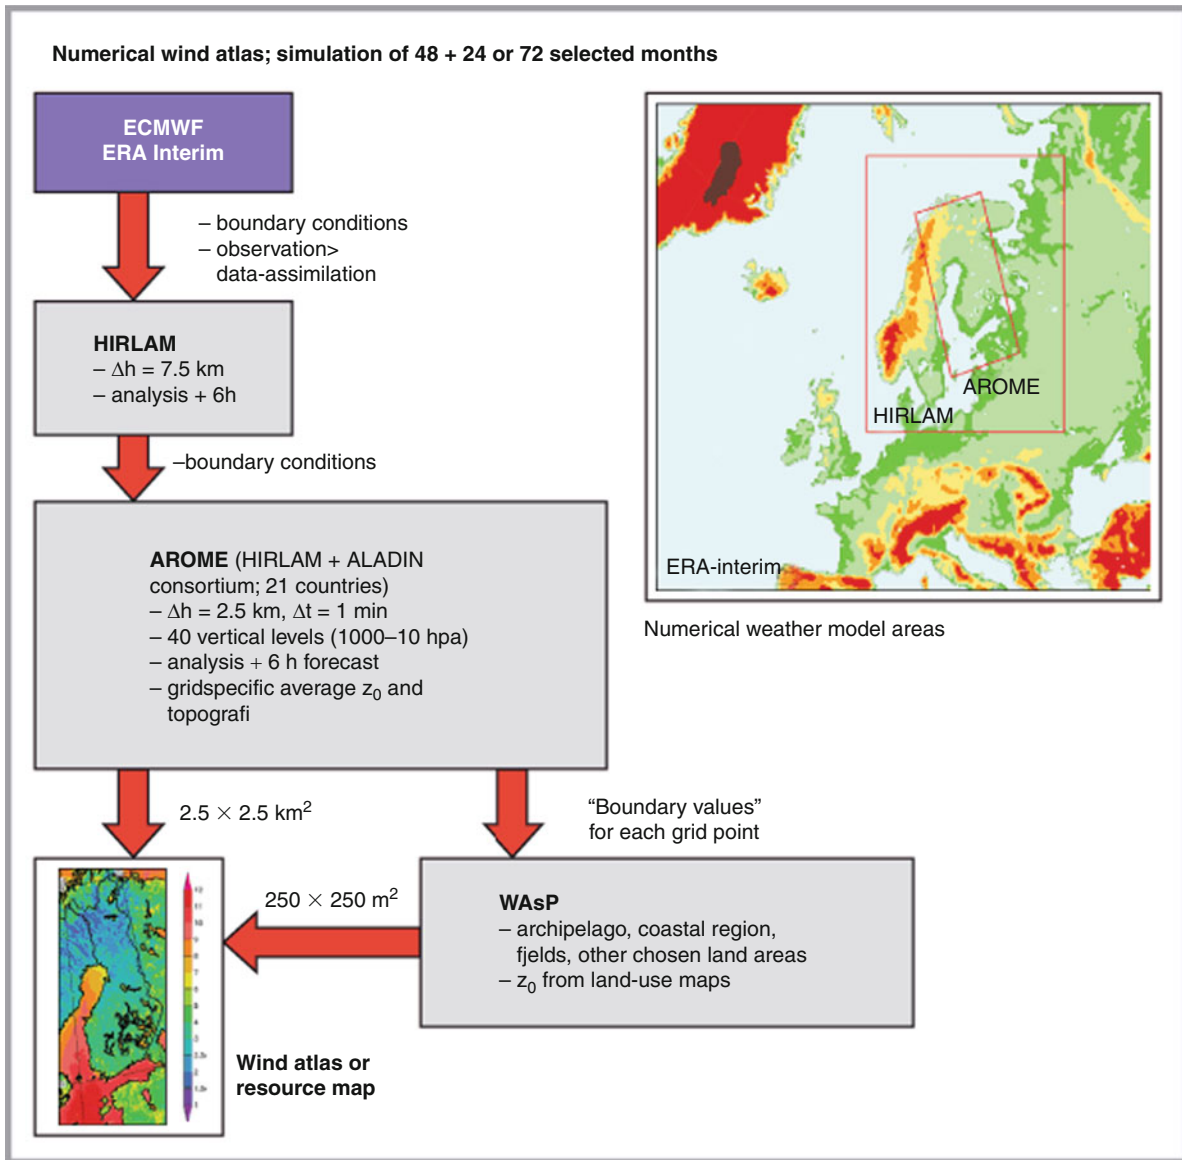 Numerical wind atlas; simulation of 48 + 24 or 72 selected months
ECMWF
ERA Interim
– boundary conditions
– observation>
data-assimilation
HIRLAM
– Δh = 7.5 km
– analysis + 6h
–boundary conditions
AROME (HIRLAM + ALADIN
consortium; 21 countries)
– Δh = 2.5 km, Δt = 1 min
– 40 vertical levels (1000–10 hpa)
– analysis + 6 h forecast
– gridspecific average z₀ and
topografi
AROME
HIRLAM
ERA-interim
Numerical weather model areas
2.5 × 2.5 km²
“Boundary values”
for each grid point
250 × 250 m²
WAsP
– archipelago, coastal region,
fjelds, other chosen land areas
– z₀ from land-use maps
Wind atlas or
resource map